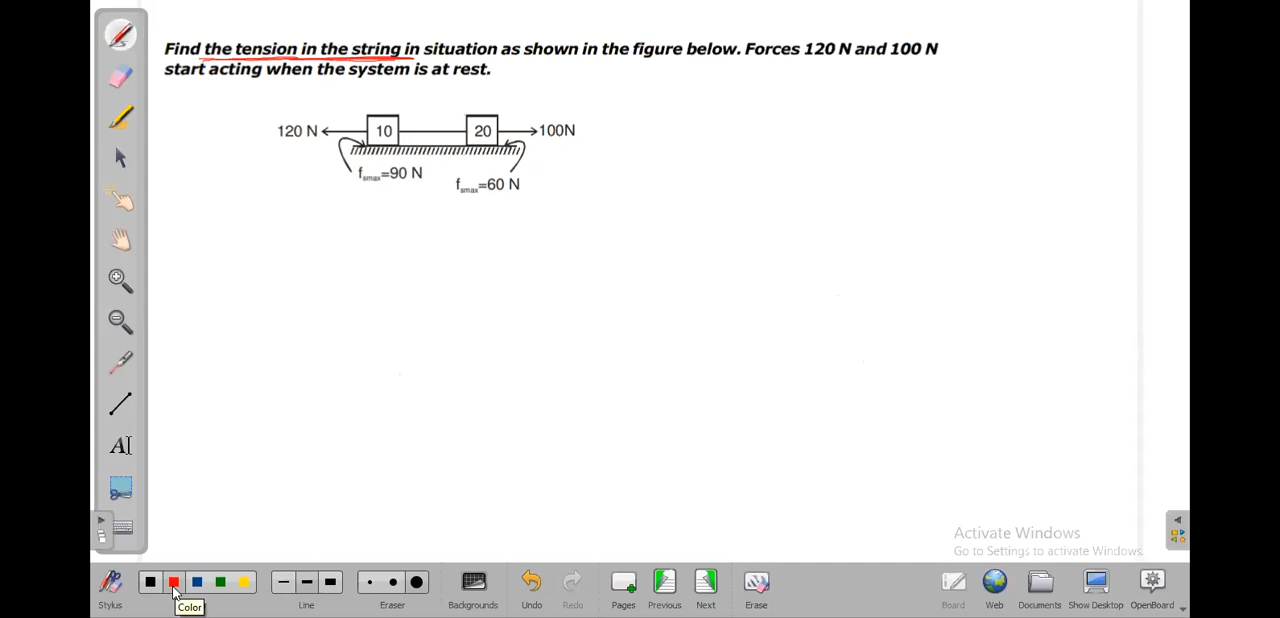 Find the tension in the string in situation as shown in the figure below. Forces 120 N and 100 N
start acting when the system is at rest.
120 N
10
20
100N
fsmax=90 N
fsmax=60 N
Activate Windows
Go to Settings to activate Windows.
Color
Stylus
Line
Eraser
Backgrounds
Undo
Redo
Pages
Previous
Next
Erase
Board
Web
Documents
Show Desktop
OpenBoard